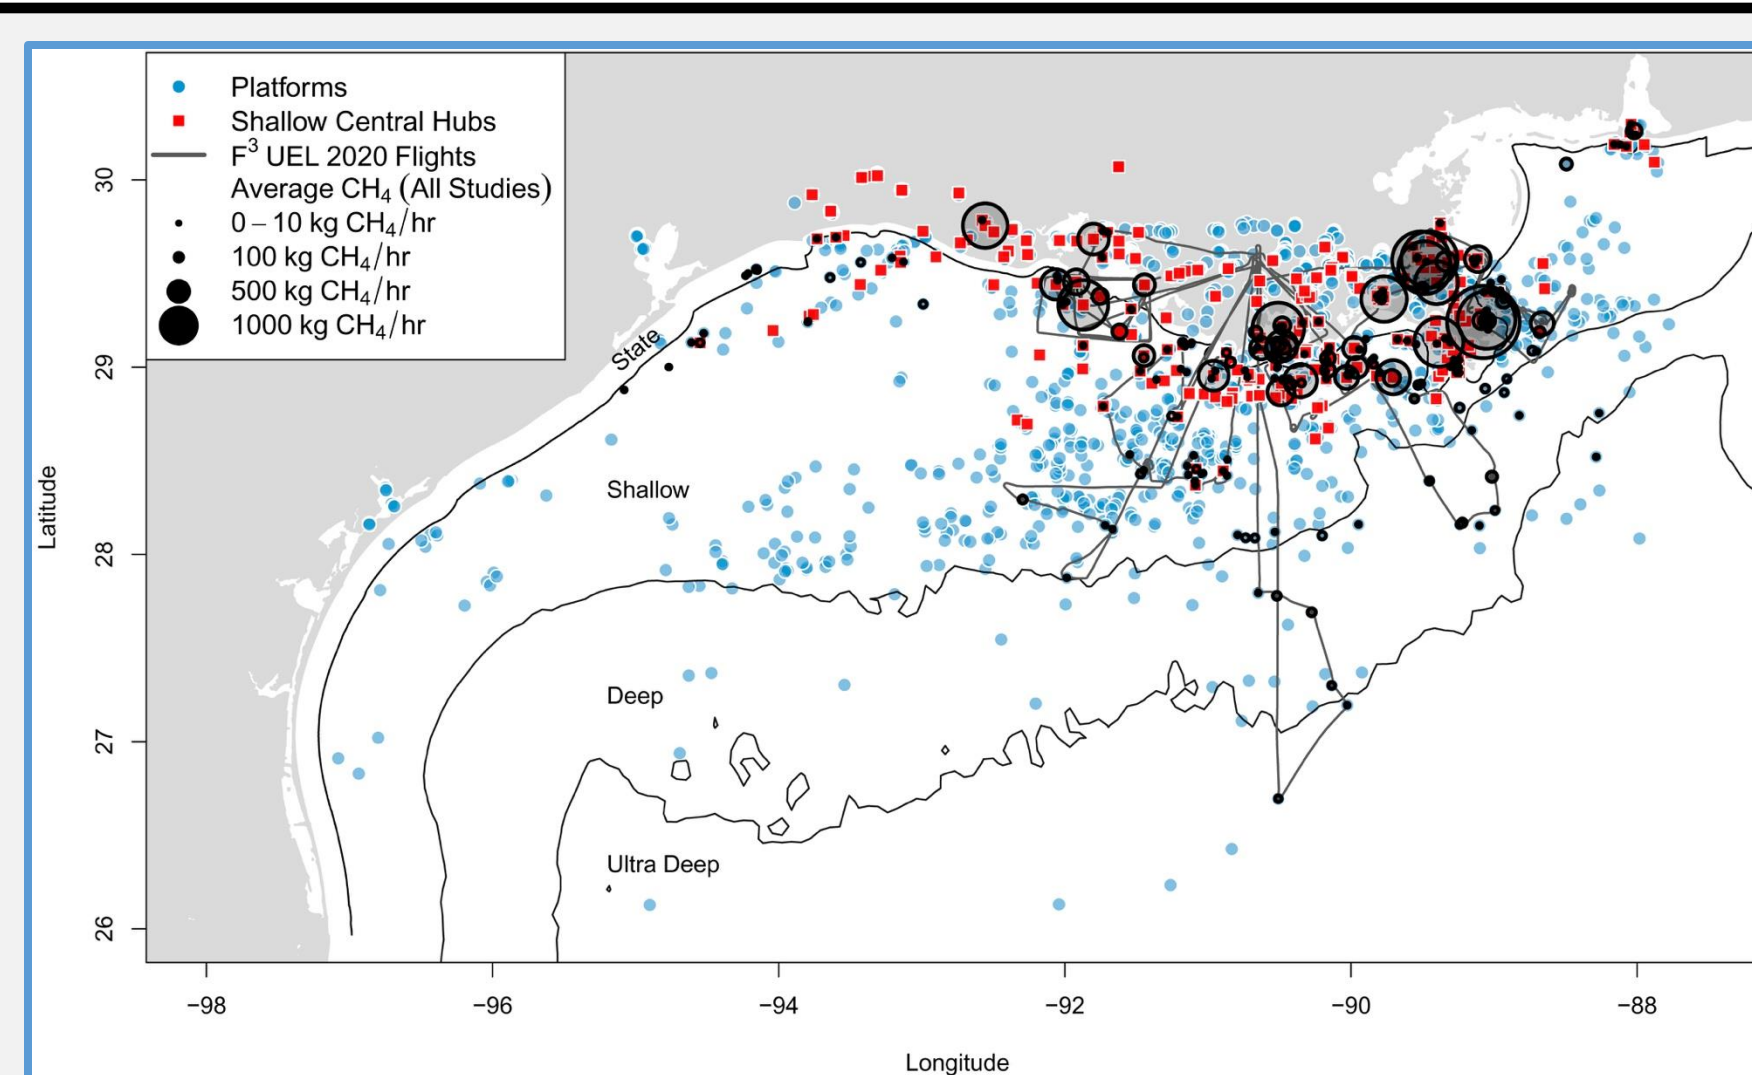 Platforms
Shallow Central Hubs
F³ UEL 2020 Flights
Average CH₄ (All Studies)
0 – 10 kg CH₄/hr
100 kg CH₄/hr
500 kg CH₄/hr
1000 kg CH₄/hr
State
Shallow
Deep
Ultra Deep
Latitude
30
29
28
27
26
−98 −96 −94 −92 −90 −88
Longitude